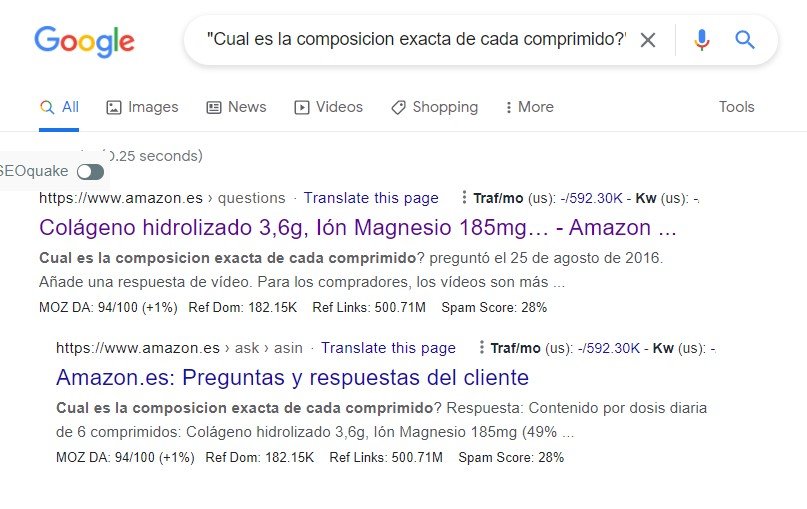 Google
"Cual es la composicion exacta de cada comprimido?"
All Images News Videos Shopping More Tools
0.25 seconds)
SEOquake
https://www.amazon.es › questions · Translate this page Traf/mo (us): -/592.30K - Kw (us): -
Colágeno hidrolizado 3,6g, Ión Magnesio 185mg… - Amazon ...
Cual es la composicion exacta de cada comprimido? preguntó el 25 de agosto de 2016.
Añade una respuesta de vídeo. Para los compradores, los vídeos son más ...
MOZ DA: 94/100 (+1%) Ref Dom: 182.15K Ref Links: 500.71M Spam Score: 28%
https://www.amazon.es › ask › asin · Translate this page Traf/mo (us): -/592.30K - Kw (us): -
Amazon.es: Preguntas y respuestas del cliente
Cual es la composicion exacta de cada comprimido? Respuesta: Contenido por dosis diaria
de 6 comprimidos: Colágeno hidrolizado 3,6g, Ión Magnesio 185mg (49% ...
MOZ DA: 94/100 (+1%) Ref Dom: 182.15K Ref Links: 500.71M Spam Score: 28%